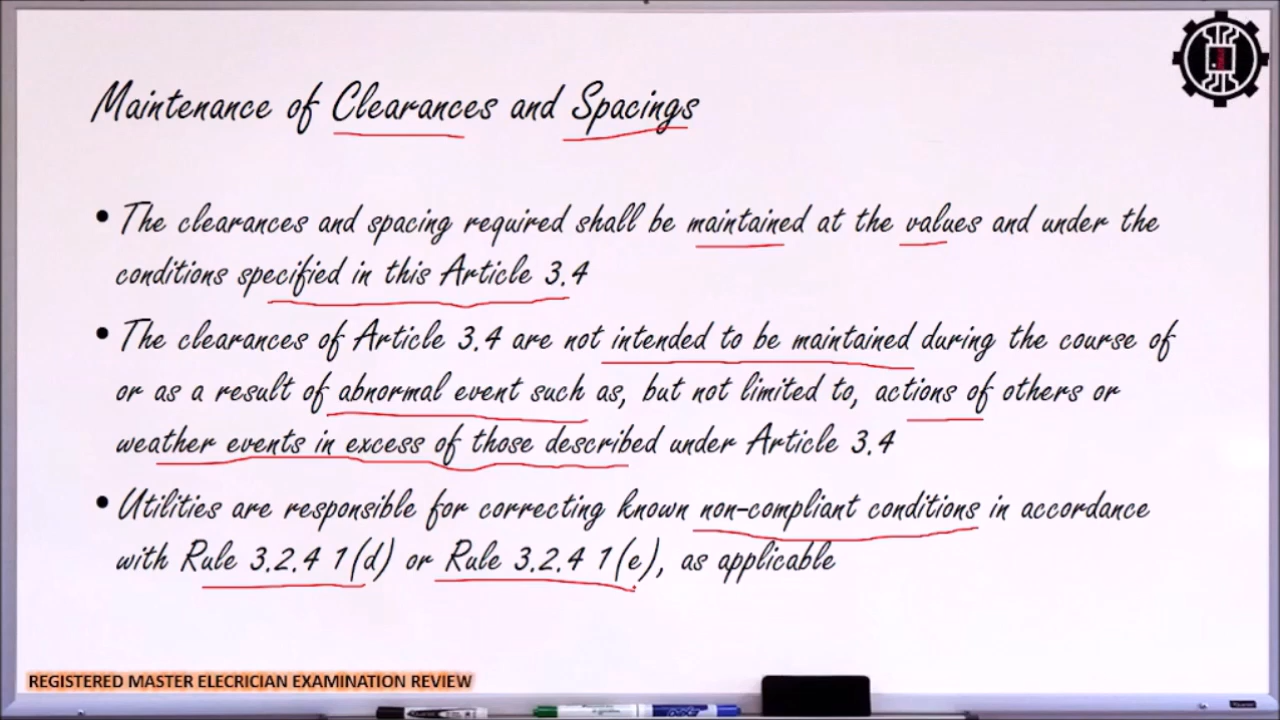 Maintenance of Clearances and Spacings
• The clearances and spacing required shall be maintained at the values and under the
conditions specified in this Article 3.4
• The clearances of Article 3.4 are not intended to be maintained during the course of
or as a result of abnormal event such as, but not limited to, actions of others or
weather events in excess of those described under Article 3.4
• Utilities are responsible for correcting known non-compliant conditions in accordance
with Rule 3.2.4 1(d) or Rule 3.2.4 1(e), as applicable
REGISTERED MASTER ELECRICIAN EXAMINATION REVIEW